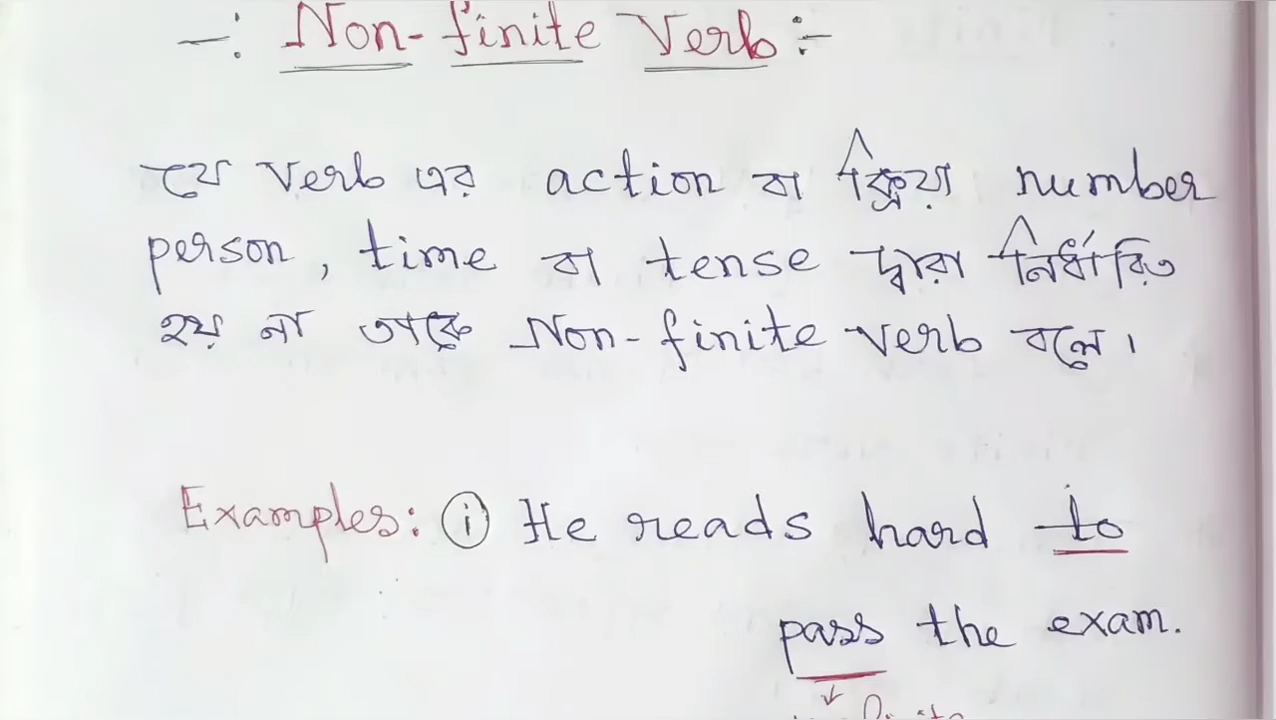 -: Non-finite Verb :-
যে verb এর action বা ক্রিয়া number
person, time বা tense দ্বারা নির্ধারিত
হয় না তাকে Non-finite verb বলে।
Examples: (i) He reads hard to
pass the exam.